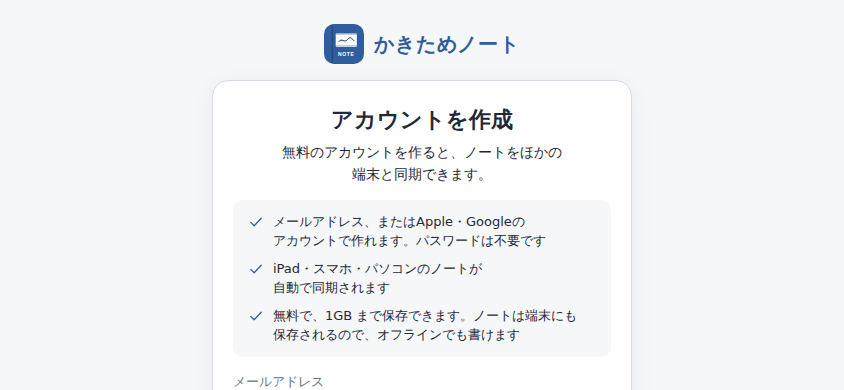 NOTE
かきためノート
アカウントを作成
無料のアカウントを作ると、ノートをほかの
端末と同期できます。
メールアドレス、またはApple・Googleの
アカウントで作れます。パスワードは不要です
iPad・スマホ・パソコンのノートが
自動で同期されます
無料で、1GB まで保存できます。ノートは端末にも
保存されるので、オフラインでも書けます
メールアドレス